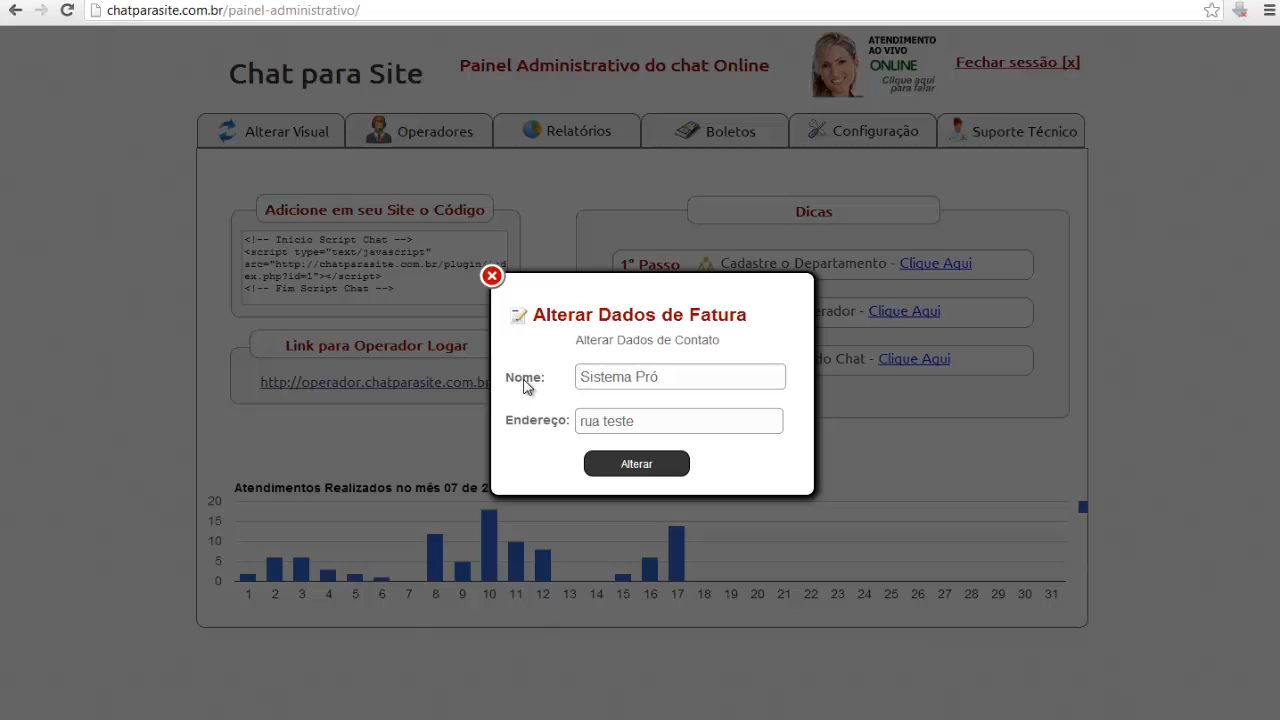 chatparasite.com.br/painel-administrativo/
Chat para Site
Painel Administrativo do chat Online
ATENDIMENTO
AO VIVO
ONLINE
Clique aqui
para falar
Fechar sessão [x]
Alterar Visual
Operadores
Relatórios
Boletos
Configuração
Suporte Técnico
Adicione em seu Site o Código
<!-- Inicio Script Chat -->
<script type="text/javascript"
src="http://chatparasite.com.br/plugin/
ex.php?id=1"></script>
<!-- Fim Script Chat -->
Link para Operador Logar
http://operador.chatparasite.com.br
Dicas
1° Passo Cadastre o Departamento - Clique Aqui
erador - Clique Aqui
do Chat - Clique Aqui
Alterar Dados de Fatura
Alterar Dados de Contato
Nome: Sistema Pró
Endereço: rua teste
Alterar
Atendimentos Realizados no mês 07 de 2
20
15
10
5
0
1 2 3 4 5 6 7 8 9 10 11 12 13 14 15 16 17 18 19 20 21 22 23 24 25 26 27 28 29 30 31